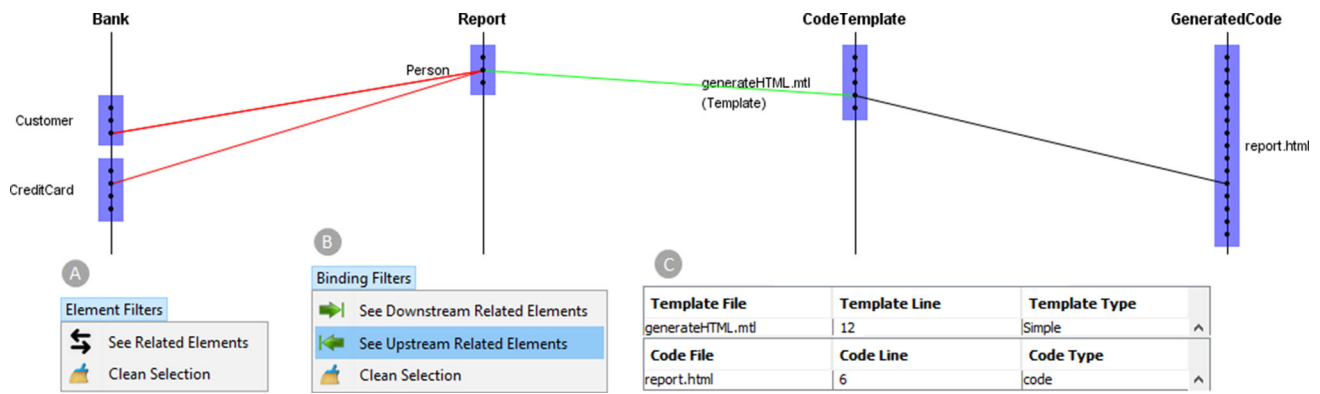 Bank Report CodeTemplate GeneratedCode
Person
generateHTML.mtl
(Template)
Customer
report.html
CreditCard
A
Element Filters
See Related Elements
Clean Selection
B
Binding Filters
See Downstream Related Elements
See Upstream Related Elements
Clean Selection
C
Template File Template Line Template Type
generateHTML.mtl 12 Simple
Code File Code Line Code Type
report.html 6 code